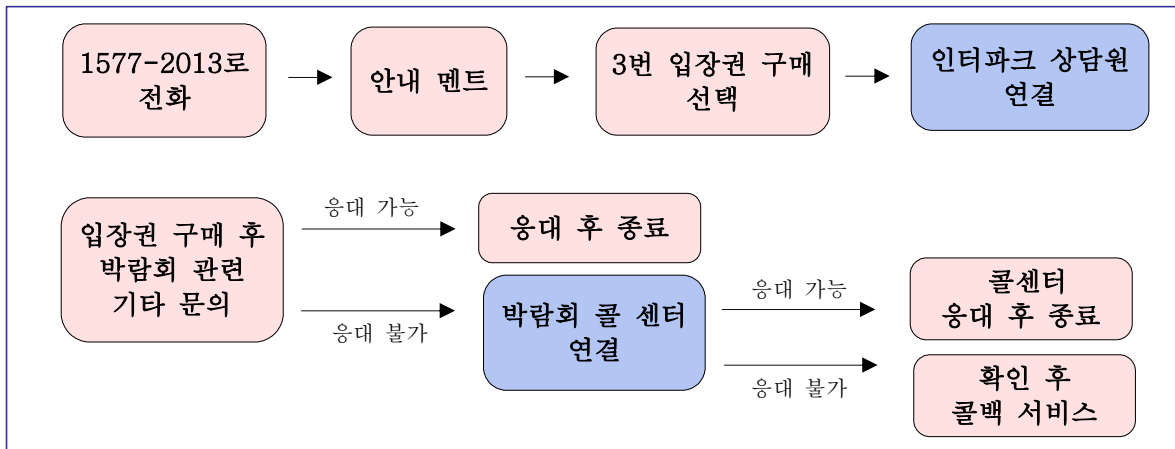 1577-2013로
전화
안내 멘트
3번 입장권 구매
선택
인터파크 상담원
연결
입장권 구매 후
박람회 관련
기타 문의
응대 가능
응대 불가
응대 후 종료
박람회 콜 센터
연결
응대 가능
응대 불가
콜센터
응대 후 종료
확인 후
콜백 서비스